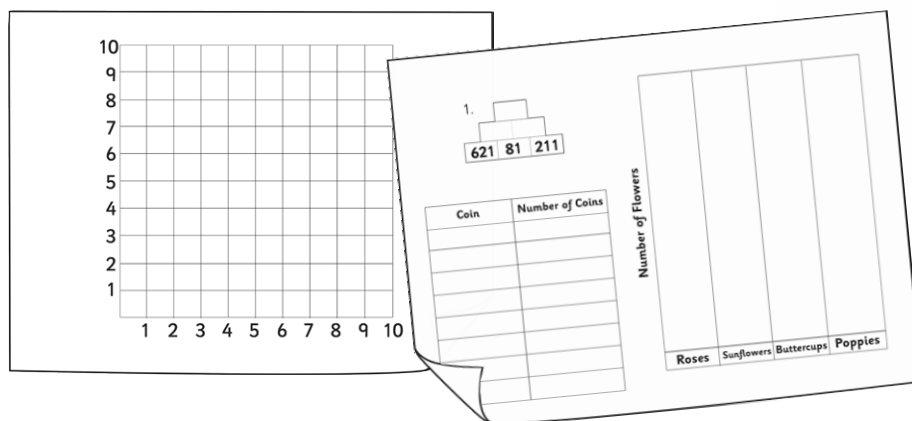 10
9
8
7
6
5
4
3
2
1
1 2 3 4 5 6 7 8 9 10
1.
621 81 211
Coin Number of Coins
Number of Flowers
Roses Sunflowers Buttercups Poppies